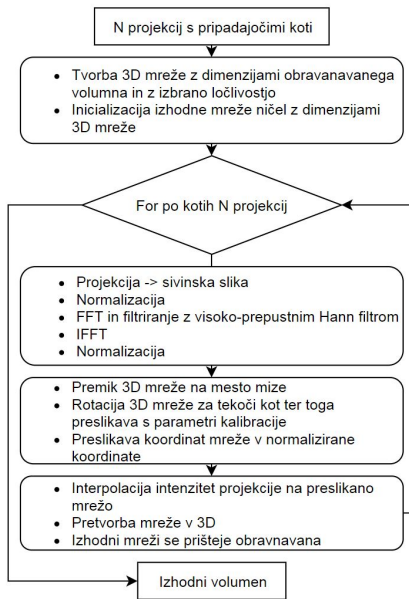 N projekcij s pripadajočimi koti
• Tvorba 3D mreže z dimenzijami obravanavanega
volumna in z izbrano ločlivostjo
• Inicializacija izhodne mreže ničel z dimenzijami
3D mreže
For po kotih N projekcij
• Projekcija -> sivinska slika
• Normalizacija
• FFT in filtriranje z visoko-prepustnim Hann filtrom
• IFFT
• Normalizacija
• Premik 3D mreže na mesto mize
• Rotacija 3D mreže za tekoči kot ter toga
preslikava s parametri kalibracije
• Preslikava koordinat mreže v normalizirane
koordinate
• Interpolacija intenzitet projekcije na preslikano
mrežo
• Pretvorba mreže v 3D
• Izhodni mreži se prišteje obravnavana
Izhodni volumen